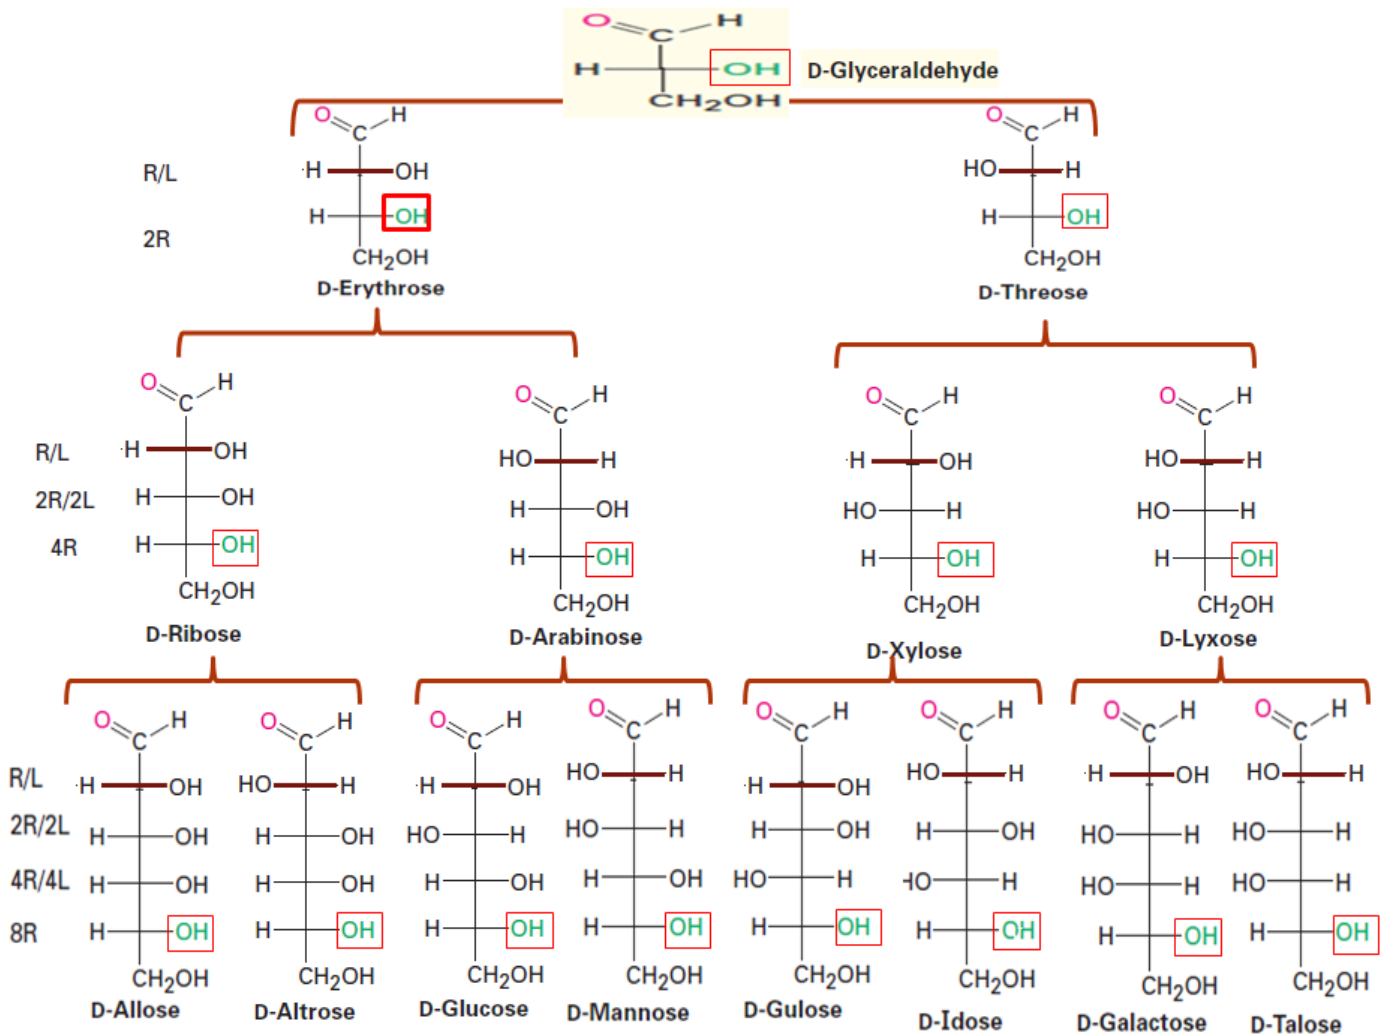 O C H
H OH D-Glyceraldehyde
CH2OH
O C H
O C H
R/L H OH
HO H
H OH
H OH
2R
CH2OH
CH2OH
D-Erythrose
D-Threose
O C H
O C H
O C H
O C H
R/L H OH
HO H
H OH
HO H
2R/2L H OH
H OH
HO H
HO H
4R H OH
H OH
H OH
H OH
CH2OH
CH2OH
CH2OH
CH2OH
D-Ribose
D-Arabinose
D-Xylose
D-Lyxose
O C H
O C H
O C H
O C H
O C H
O C H
O C H
O C H
R/L H OH
HO H
H OH
HO H
H OH
HO H
H OH
HO H
2R/2L H OH
H OH
HO H
HO H
H OH
H OH
HO H
HO H
4R/4L H OH
H OH
H OH
H OH
HO H
HO H
HO H
HO H
8R H OH
H OH
H OH
H OH
H OH
H OH
H OH
H OH
CH2OH
CH2OH
CH2OH
CH2OH
CH2OH
CH2OH
CH2OH
CH2OH
D-Allose
D-Altrose
D-Glucose
D-Mannose
D-Gulose
D-Idose
D-Galactose
D-Talose